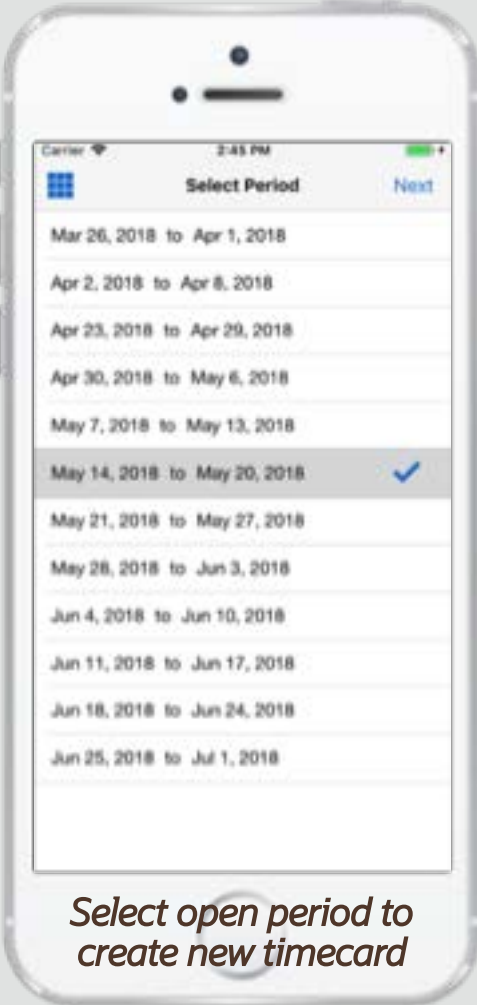 Carrier
2:45 PM
Select Period
Next
Mar 26, 2018 to Apr 1, 2018
Apr 2, 2018 to Apr 8, 2018
Apr 23, 2018 to Apr 29, 2018
Apr 30, 2018 to May 6, 2018
May 7, 2018 to May 13, 2018
May 14, 2018 to May 20, 2018
May 21, 2018 to May 27, 2018
May 28, 2018 to Jun 3, 2018
Jun 4, 2018 to Jun 10, 2018
Jun 11, 2018 to Jun 17, 2018
Jun 18, 2018 to Jun 24, 2018
Jun 25, 2018 to Jul 1, 2018
Select open period to
create new timecard